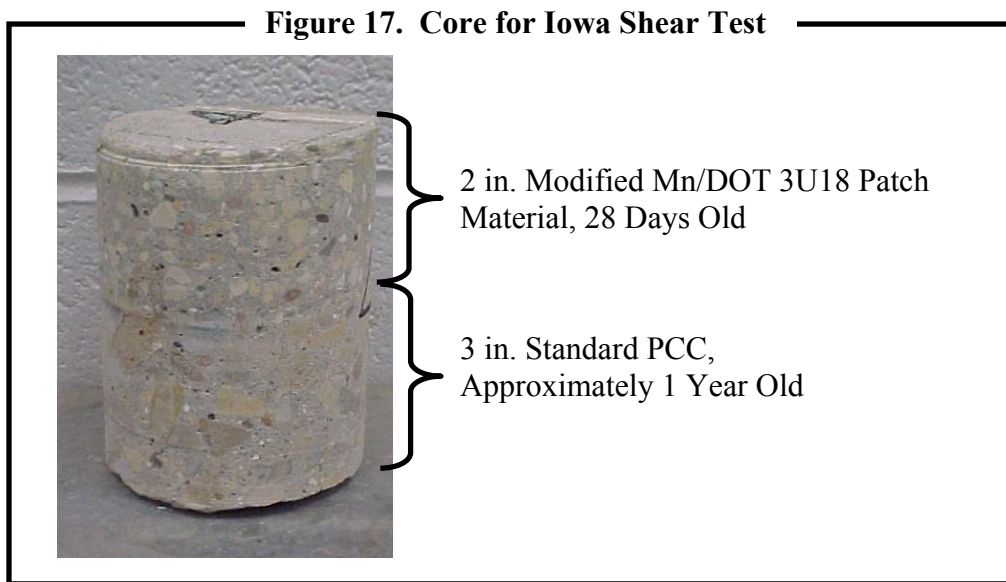 Figure 17. Core for Iowa Shear Test
2 in. Modified Mn/DOT 3U18 Patch
Material, 28 Days Old
3 in. Standard PCC,
Approximately 1 Year Old